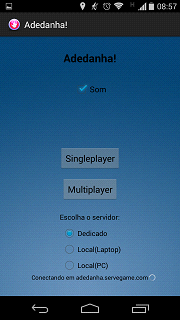 08:57
Adedanha!
Adedanha!
Som
Singleplayer
Multiplayer
Escolha o servidor:
Dedicado
Local(Laptop)
Local(PC)
Conectando em adedanha.servegame.com